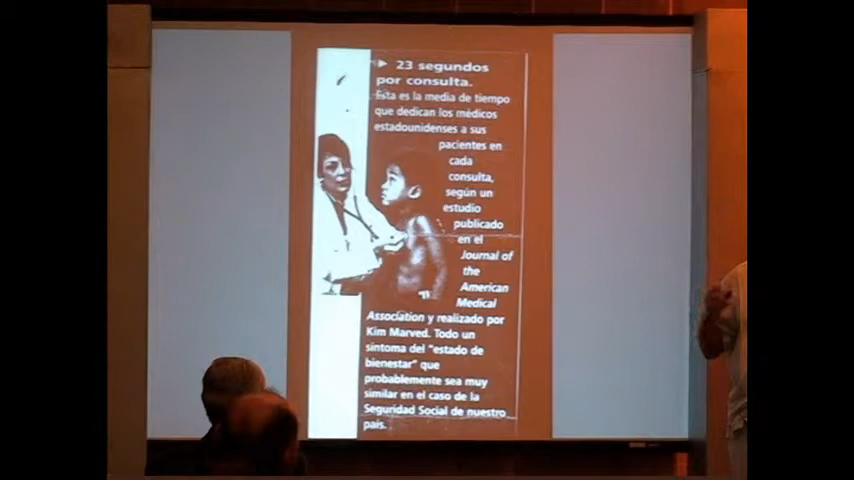 ▶ 23 segundos
por consulta.
Esta es la media de tiempo
que dedican los médicos
estadounidenses a sus
pacientes en
cada
consulta,
según un
estudio
publicado
en el
Journal of
the
American
Medical
Association y realizado por
Kim Marved. Todo un
síntoma del "estado de
bienestar" que
probablemente sea muy
similar en el caso de la
Seguridad Social de nuestro
país.